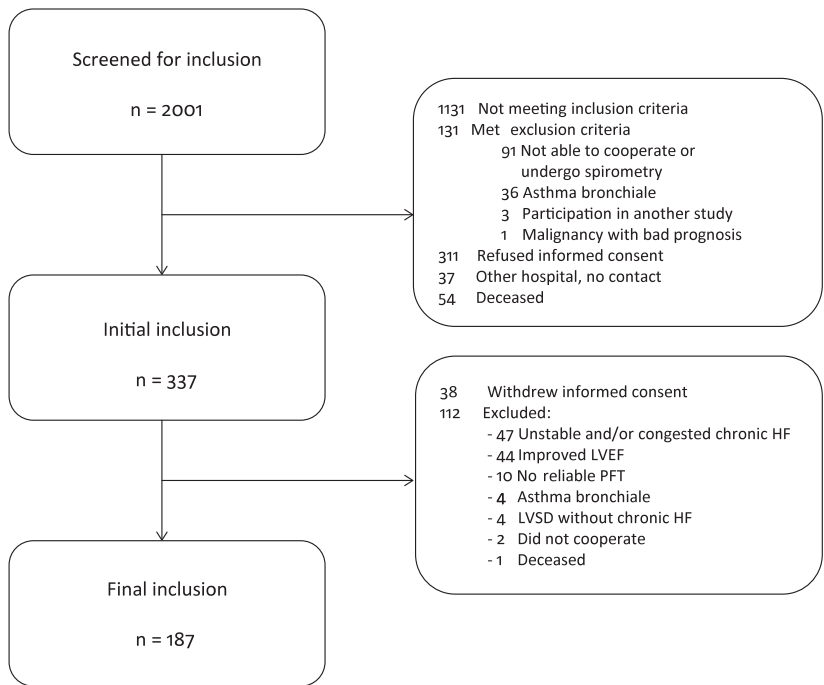 Screened for inclusion
n = 2001
1131 Not meeting inclusion criteria
131 Met exclusion criteria
91 Not able to cooperate or
undergo spirometry
36 Asthma bronchiale
3 Participation in another study
1 Malignancy with bad prognosis
311 Refused informed consent
37 Other hospital, no contact
54 Deceased
Initial inclusion
n = 337
38 Withdrew informed consent
112 Excluded:
- 47 Unstable and/or congested chronic HF
- 44 Improved LVEF
- 10 No reliable PFT
- 4 Asthma bronchiale
- 4 LVSD without chronic HF
- 2 Did not cooperate
- 1 Deceased
Final inclusion
n = 187